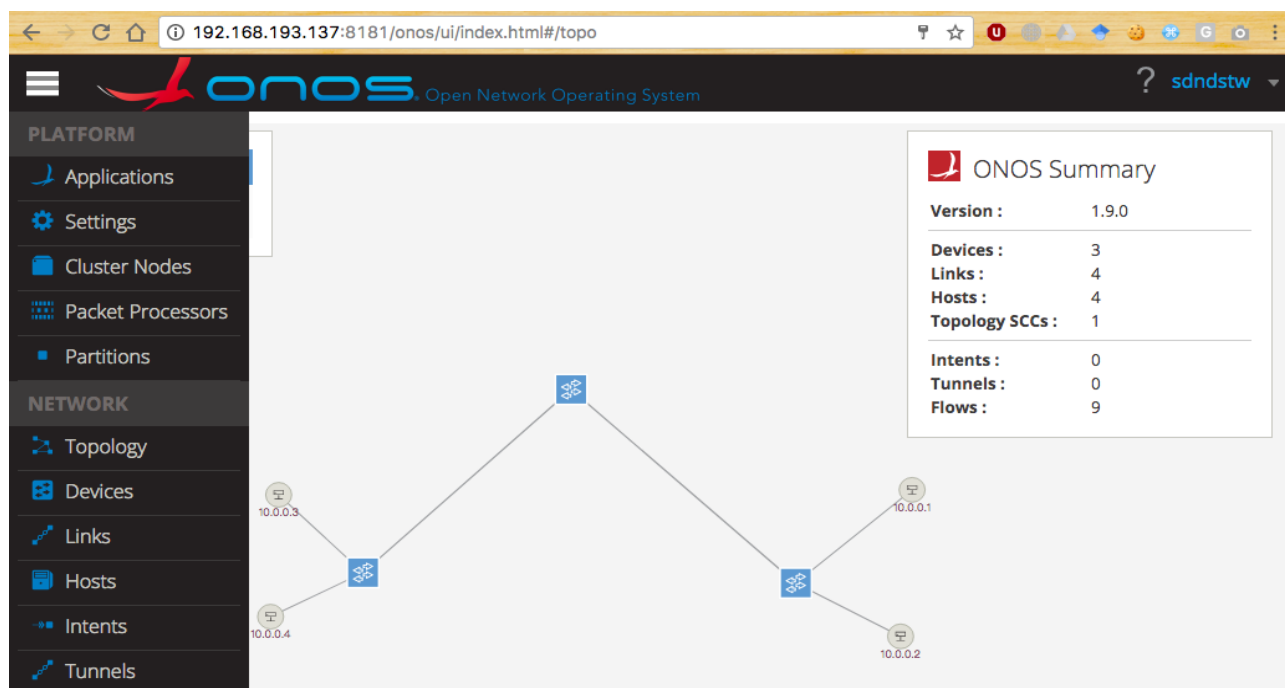 192.168.193.137:8181/onos/ui/index.html#/topo
onos. Open Network Operating System
? sdndstw
PLATFORM
Applications
Settings
Cluster Nodes
Packet Processors
Partitions
NETWORK
Topology
Devices
Links
Hosts
Intents
Tunnels
ONOS Summary
Version : 1.9.0
Devices : 3
Links : 4
Hosts : 4
Topology SCCs : 1
Intents : 0
Tunnels : 0
Flows : 9
10.0.0.3
10.0.0.1
10.0.0.4
10.0.0.2